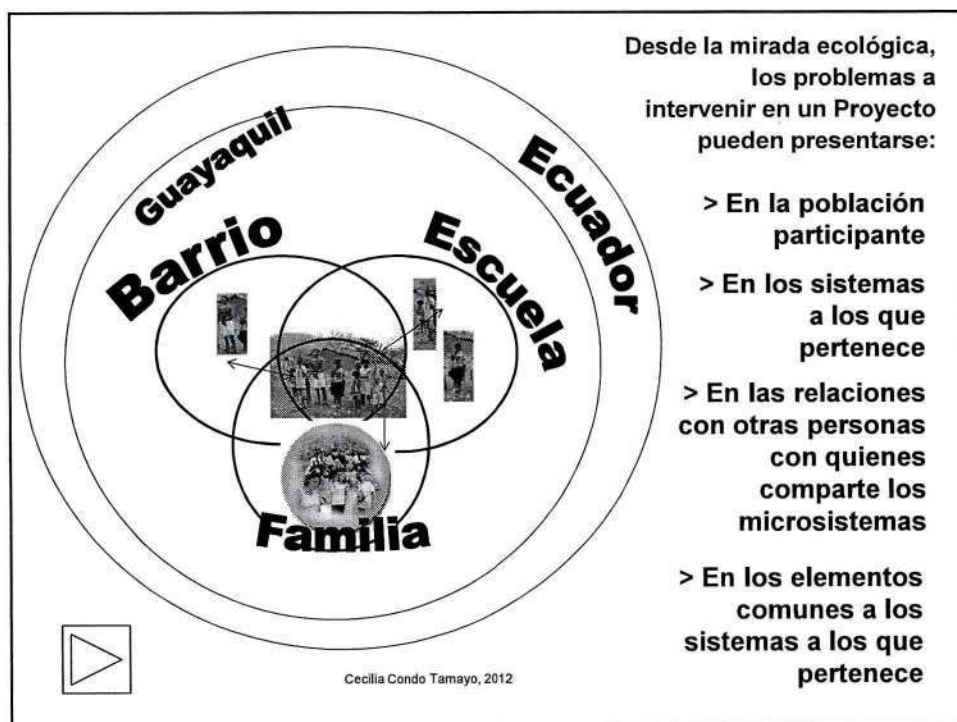 Desde la mirada ecológica,
los problemas a
intervenir en un Proyecto
pueden presentarse:
> En la población
participante
> En los sistemas
a los que
pertenece
> En las relaciones
con otras personas
con quienes
comparte los
microsistemas
> En los elementos
comunes a los
sistemas a los que
pertenece
Guayaquil
Ecuador
Barrio
Escuela
Familia
Cecilia Condo Tamayo, 2012